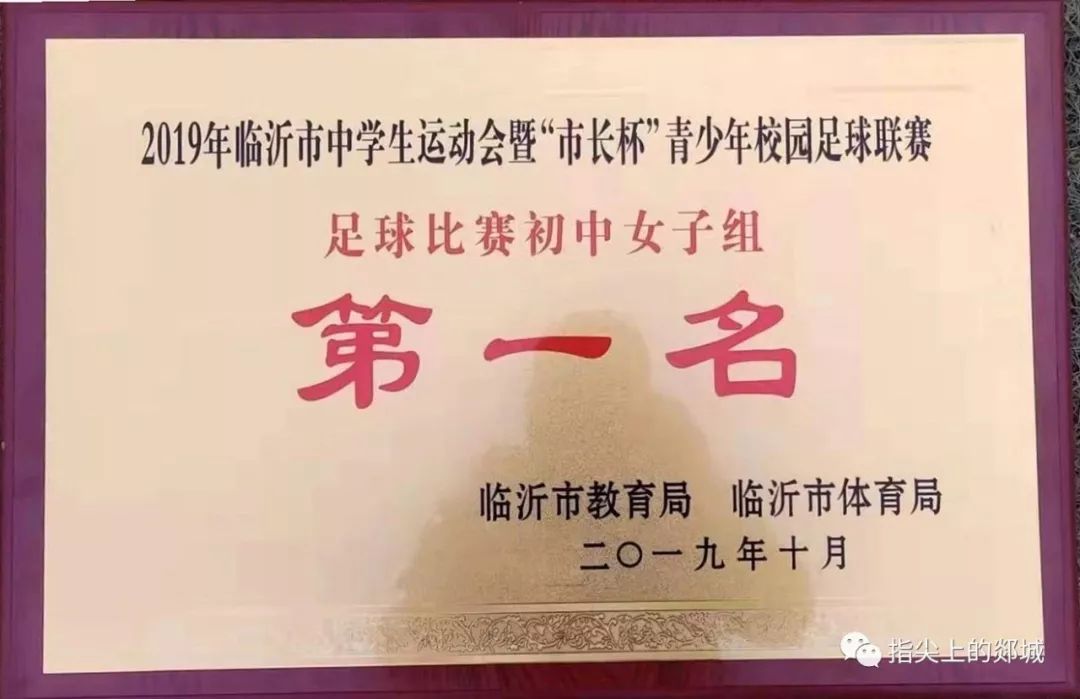 2019年临沂市中学生运动会暨“市长杯”青少年校园足球联赛
足球比赛初中女子组
第一名
临沂市教育局 临沂市体育局
二〇一九年十月
指尖上的郯城